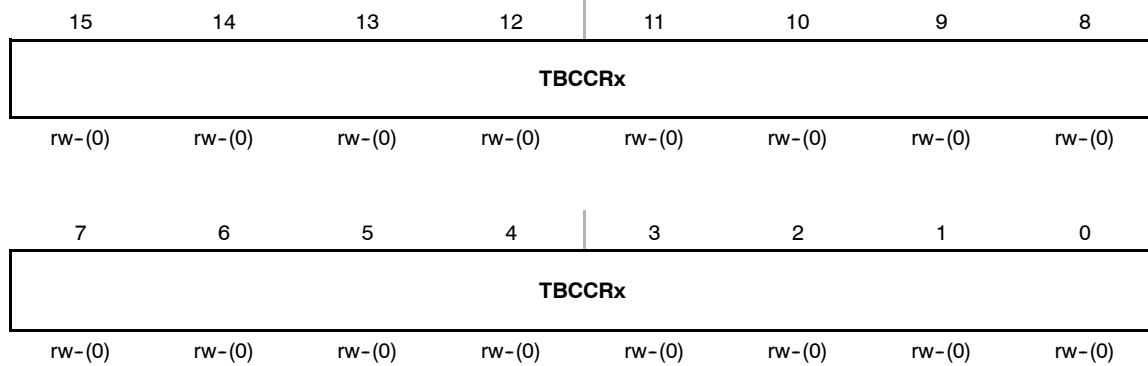 15 14 13 12 11 10 9 8
TBCCRx
rw-(0) rw-(0) rw-(0) rw-(0) rw-(0) rw-(0) rw-(0) rw-(0)
7 6 5 4 3 2 1 0
TBCCRx
rw-(0) rw-(0) rw-(0) rw-(0) rw-(0) rw-(0) rw-(0) rw-(0)